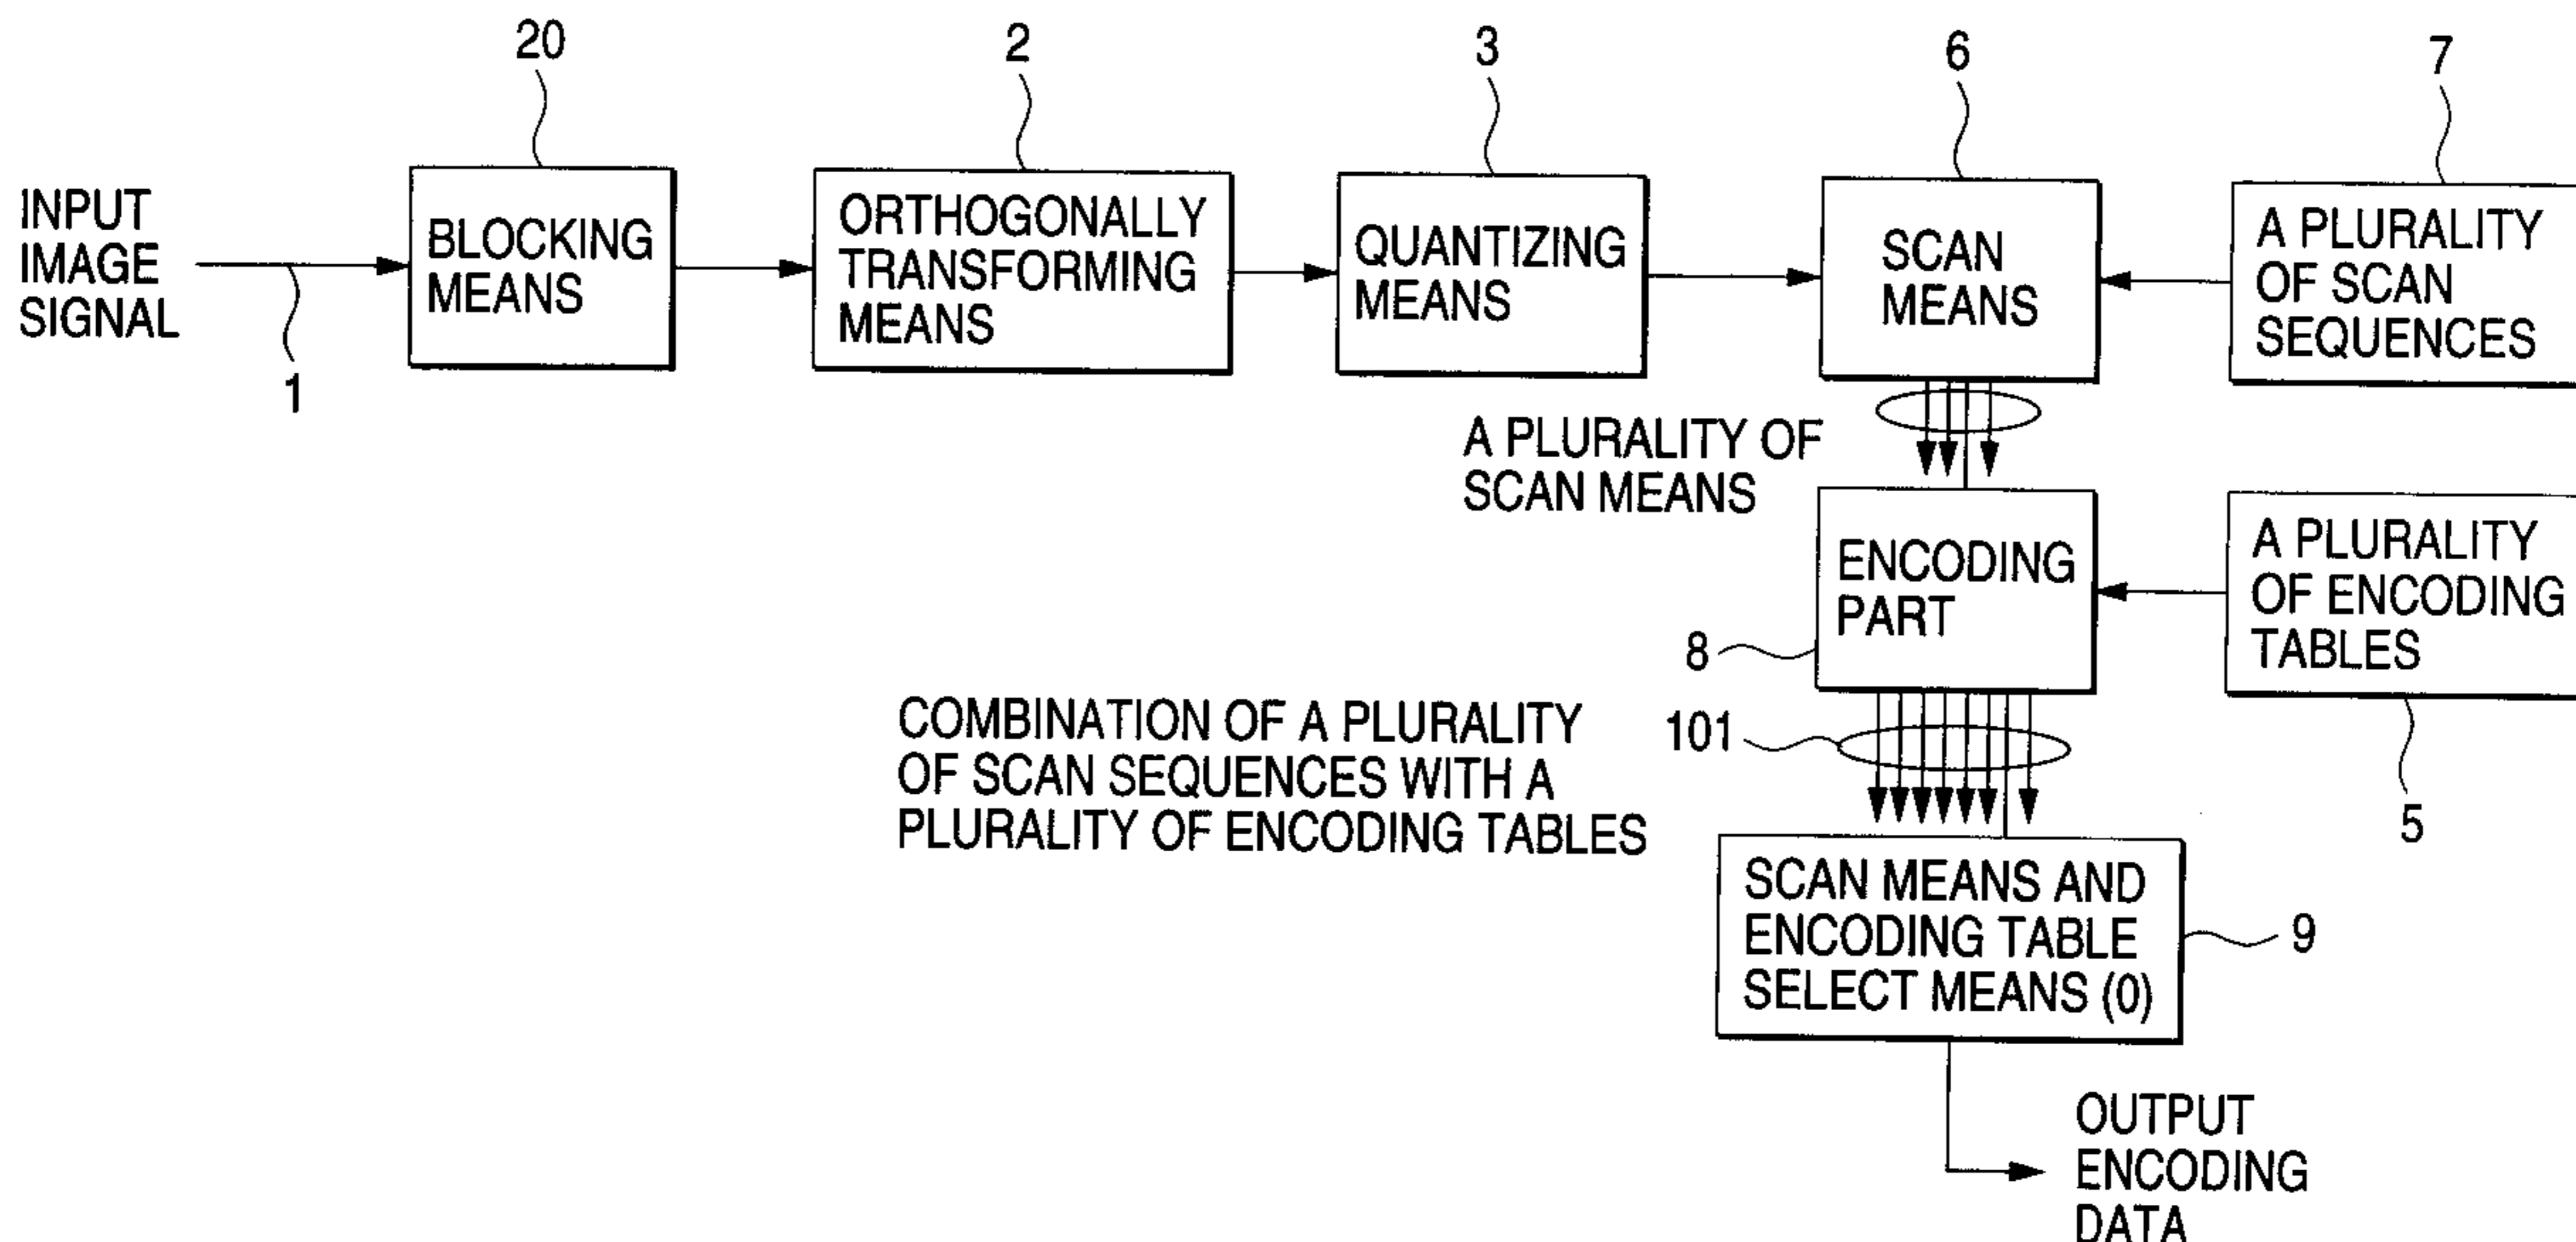 20
2
3
6
7
INPUT
IMAGE
SIGNAL
1
BLOCKING
MEANS
ORTHOGONALLY
TRANSFORMING
MEANS
QUANTIZING
MEANS
SCAN
MEANS
A PLURALITY
OF SCAN
SEQUENCES
A PLURALITY OF
SCAN MEANS
ENCODING
PART
8
A PLURALITY
OF ENCODING
TABLES
5
COMBINATION OF A PLURALITY
OF SCAN SEQUENCES WITH A
PLURALITY OF ENCODING TABLES
101
SCAN MEANS AND
ENCODING TABLE
SELECT MEANS (0)
9
OUTPUT
ENCODING
DATA